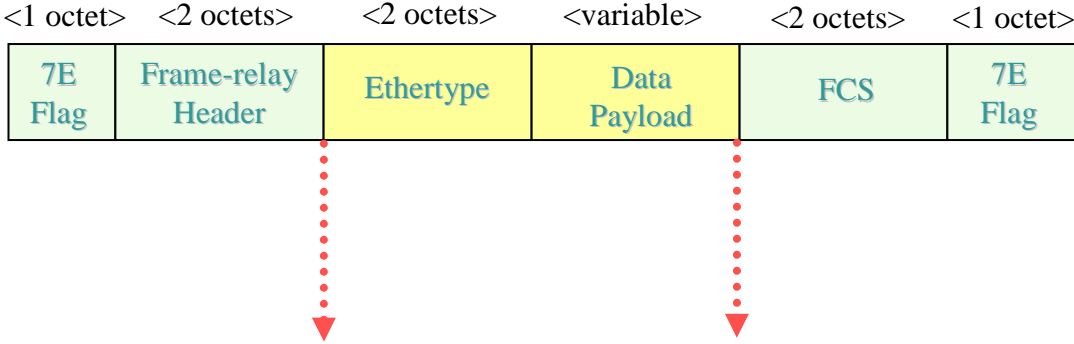 <1 octet> <2 octets> <2 octets> <variable> <2 octets> <1 octet>
7E Flag
Frame-relay Header
Ethertype
Data Payload
FCS
7E Flag